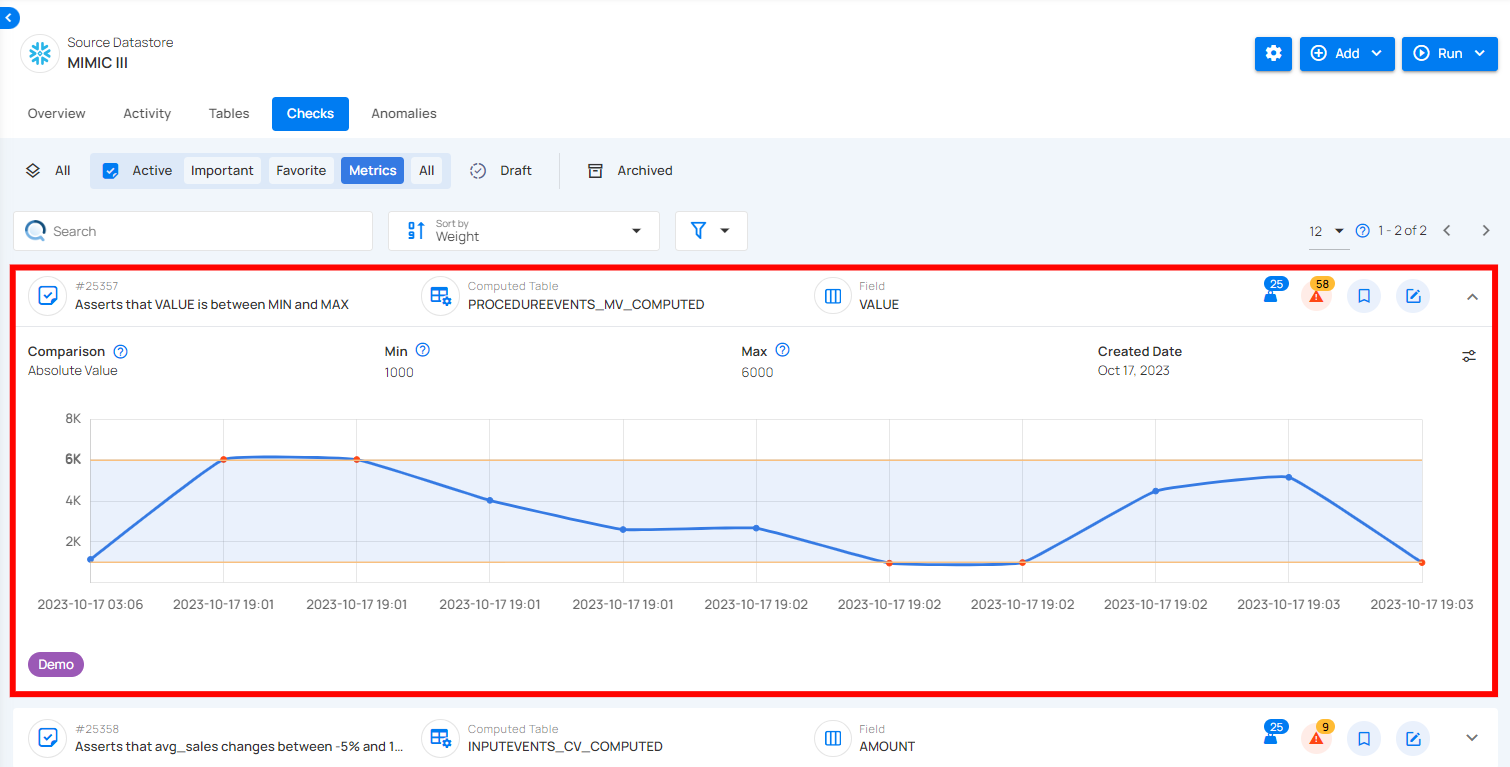 Source Datastore
MIMIC III
Add
Run
Overview
Activity
Tables
Checks
Anomalies
All
Active
Important
Favorite
Metrics
All
Draft
Archived
Search
Sort by
Weight
12
1 - 2 of 2
#25357
Asserts that VALUE is between MIN and MAX
Computed Table
PROCEDUREEVENTS_MV_COMPUTED
Field
VALUE
25
58
Comparison
Absolute Value
Min
1000
Max
6000
Created Date
Oct 17, 2023
8K
6K
4K
2K
2023-10-17 03:06
2023-10-17 19:01
2023-10-17 19:01
2023-10-17 19:01
2023-10-17 19:01
2023-10-17 19:02
2023-10-17 19:02
2023-10-17 19:02
2023-10-17 19:02
2023-10-17 19:03
2023-10-17 19:03
Demo
#25358
Asserts that avg_sales changes between -5% and 1...
Computed Table
INPUTEVENTS_CV_COMPUTED
Field
AMOUNT
25
9